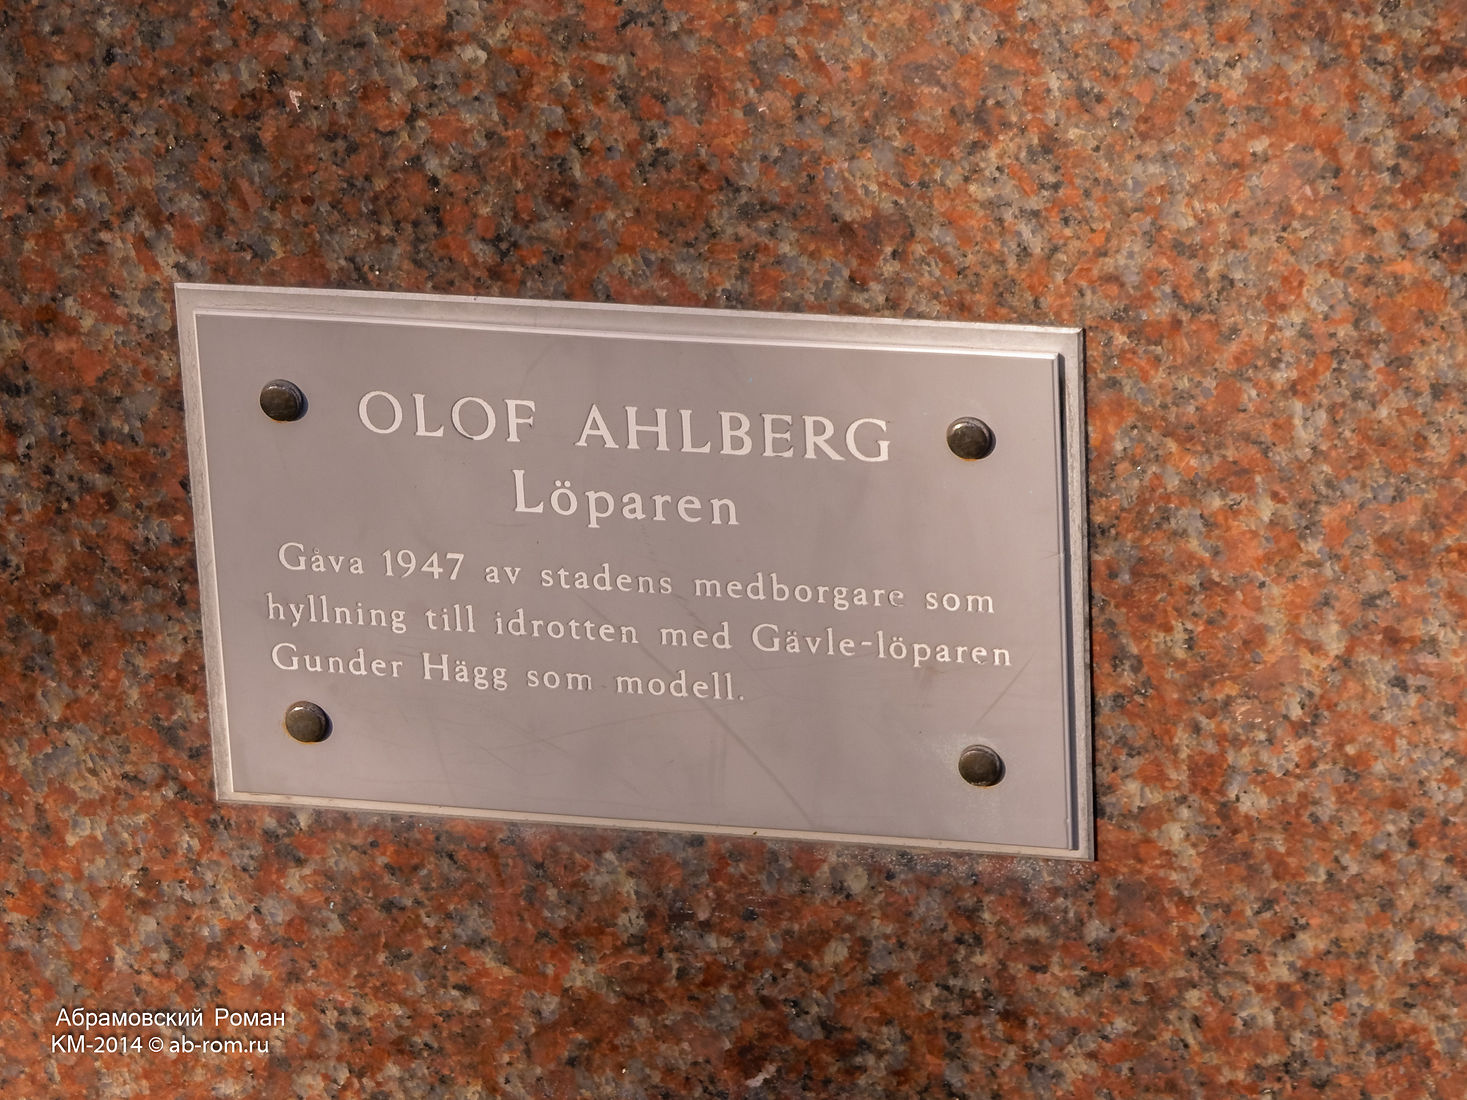 OLOF AHLBERG
Löparen
Gåva 1947 av stadens medborgare som
hyllning till idrotten med Gävle-löparen
Gunder Hägg som modell.
Абрамовский Роман
КМ-2014 © ab-rom.ru